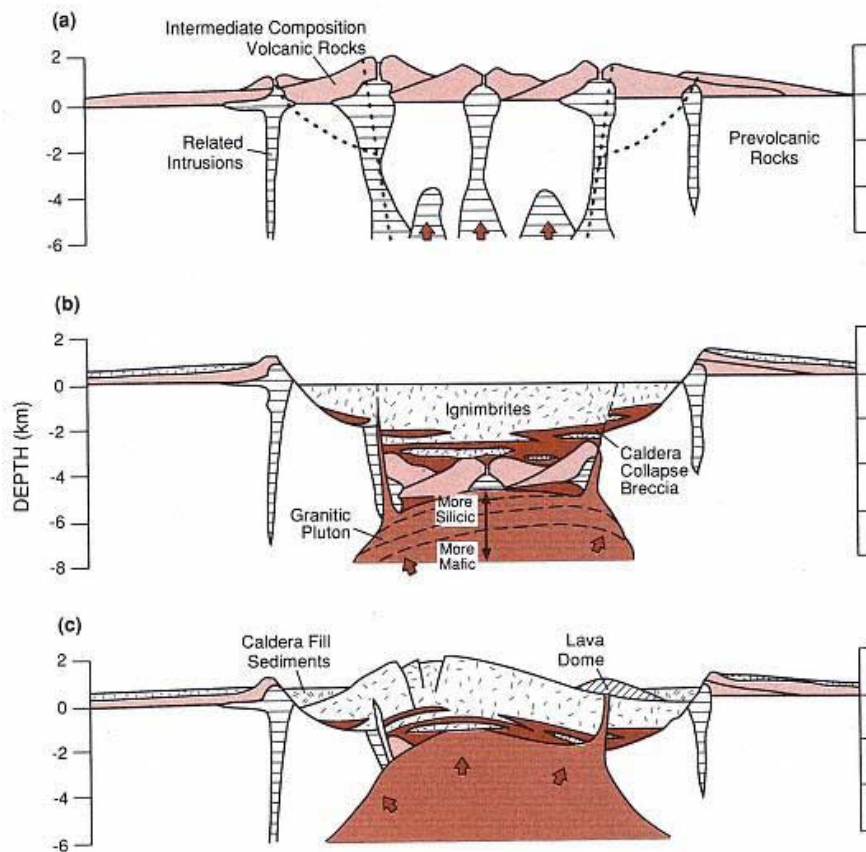 (a)
Intermediate Composition
Volcanic Rocks
2
0
-2
-4
-6
Related
Intrusions
Prevolcanic
Rocks
(b)
DEPTH (km)
2
0
-2
-4
-6
-8
Ignimbrites
Caldera
Collapse
Breccia
More
Silicic
Granitic
Pluton
More
Mafic
(c)
Caldera Fill
Sediments
Lava
Dome
2
0
-2
-4
-6